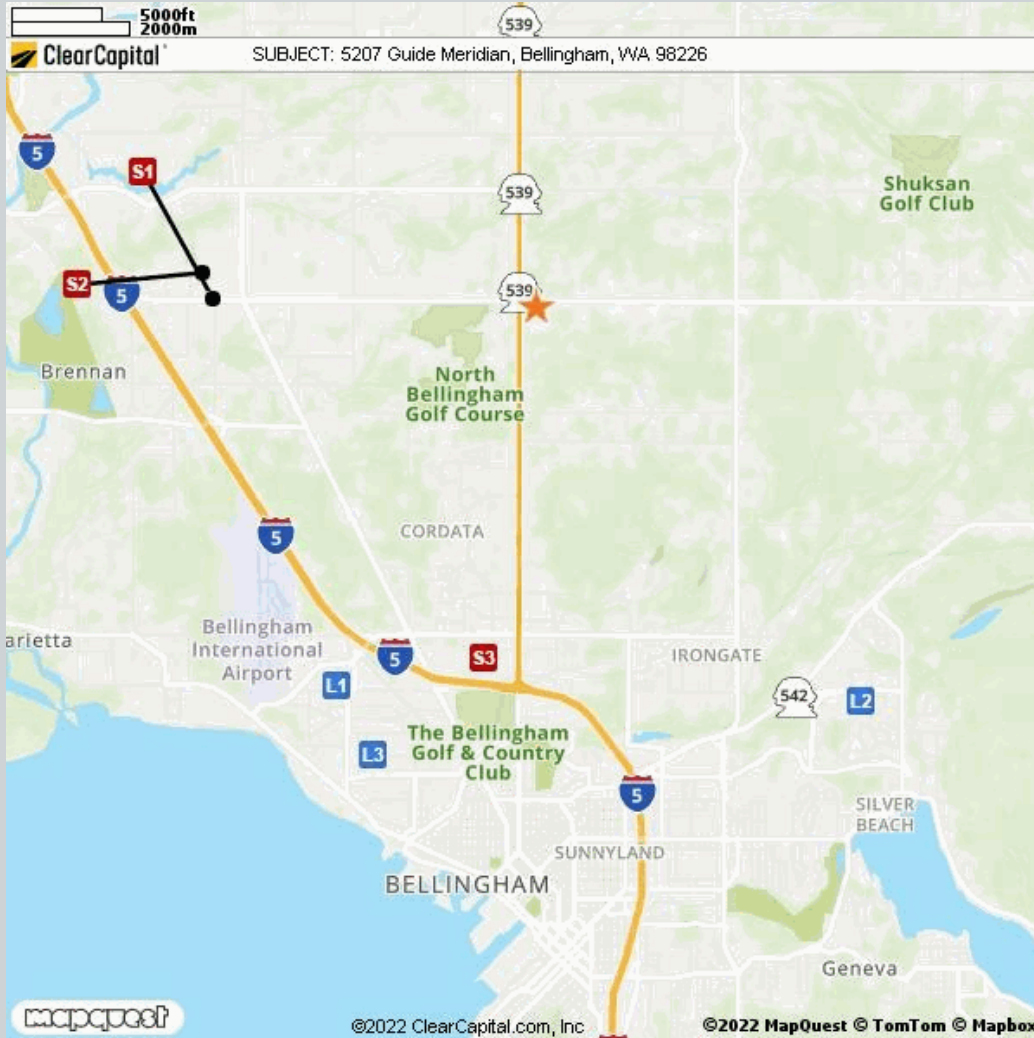 5000ft
2000m
539
ClearCapital
SUBJECT: 5207 Guide Meridian, Bellingham, WA 98226
5
S1
539
Shuksan
Golf Club
S2
5
539
Brennan
North
Bellingham
Golf Course
5
CORDATA
Bellingham
International
Airport
arietta
5
S3
IRONGATE
L1
542
L2
The Bellingham
Golf & Country
Club
L3
5
SILVER
BEACH
SUNNYLAND
BELLINGHAM
Geneva
mapquest
©2022 ClearCapital.com, Inc
©2022 MapQuest © TomTom © Mapbox